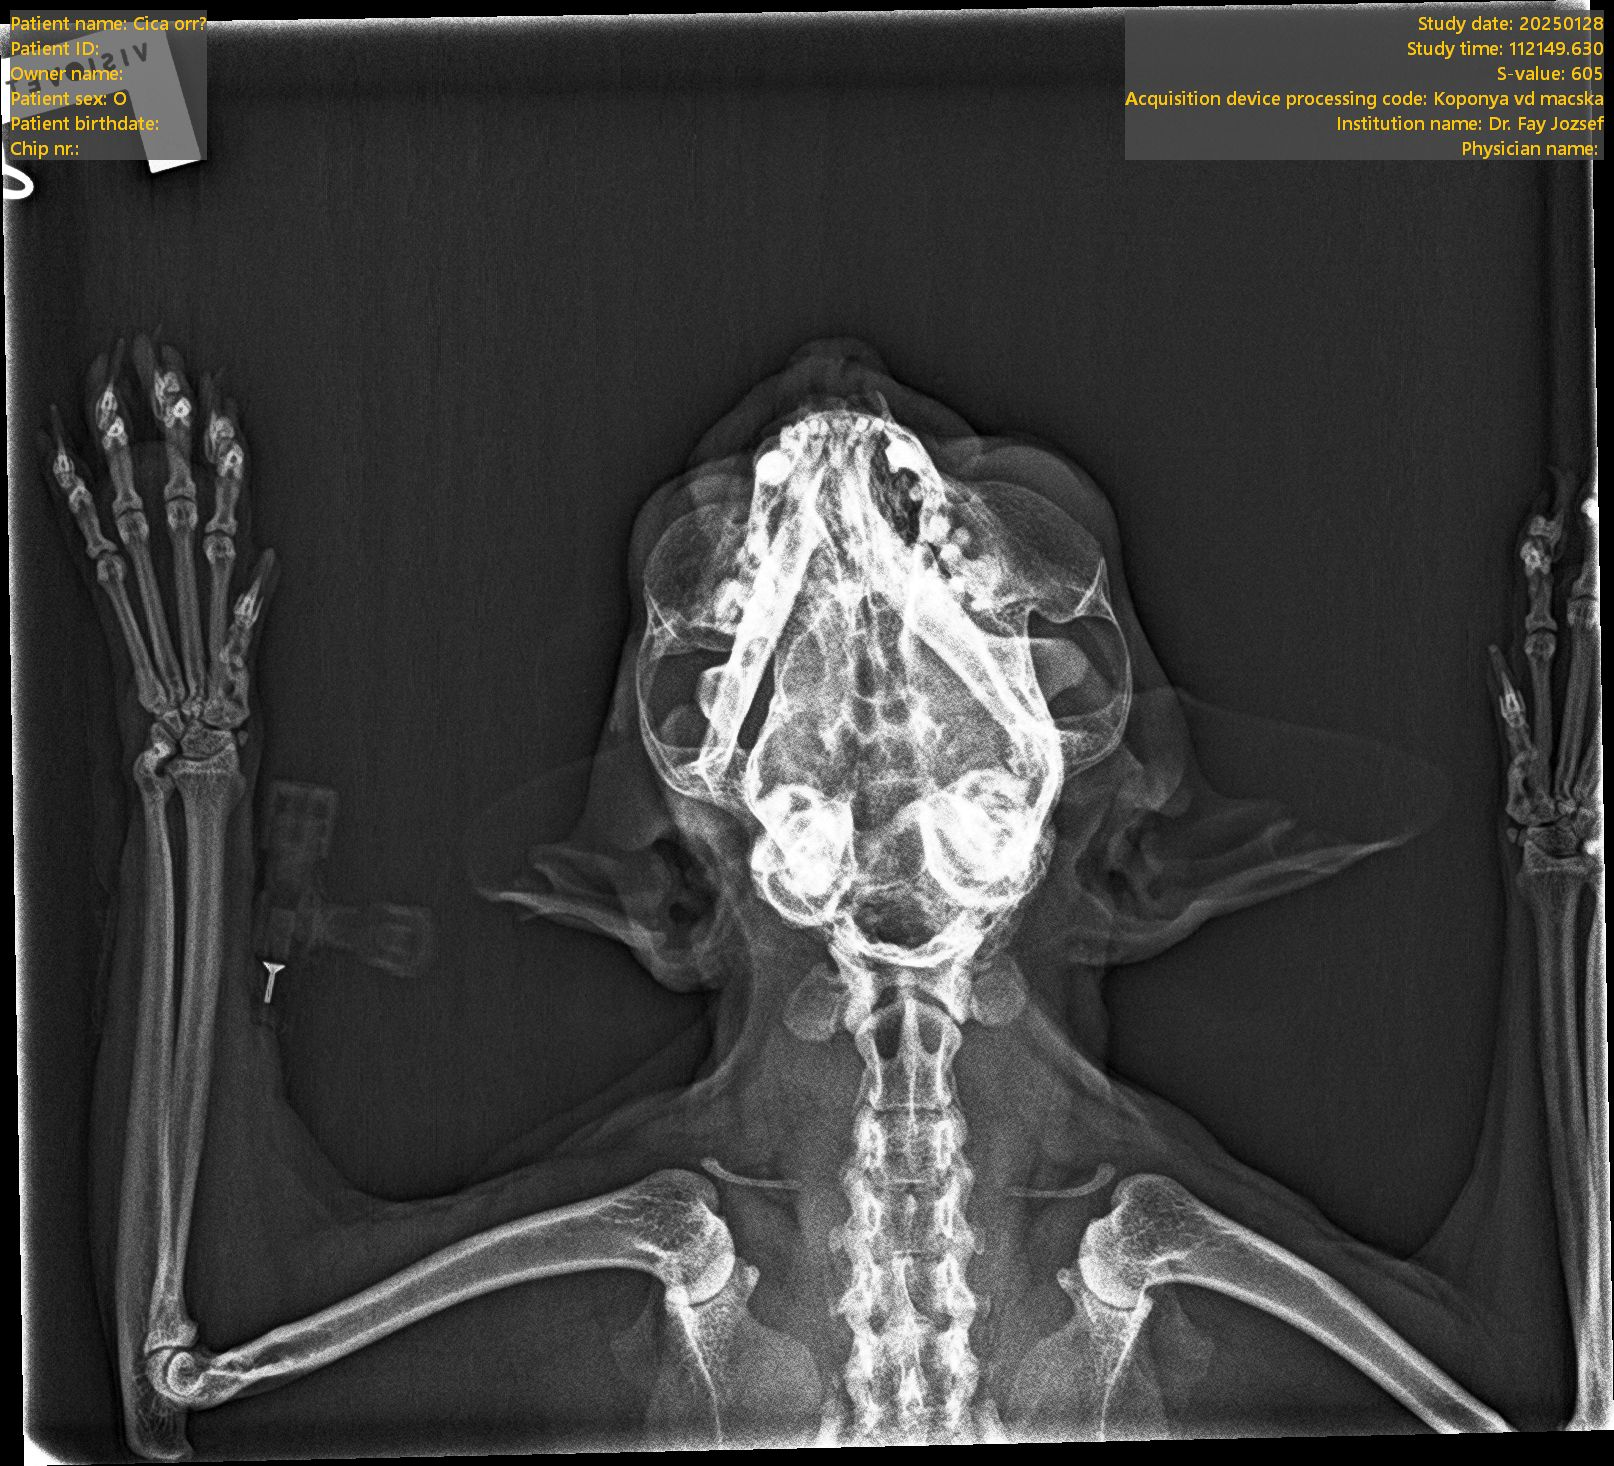 Patient name: Cica orr?
Patient ID:
Owner name:
Patient sex: O
Patient birthdate:
Chip nr.:
Study date: 20250128
Study time: 112149.630
S-value: 605
Acquisition device processing code: Koponya vd macska
Institution name: Dr. Fay Jozsef
Physician name:
VISIOVET